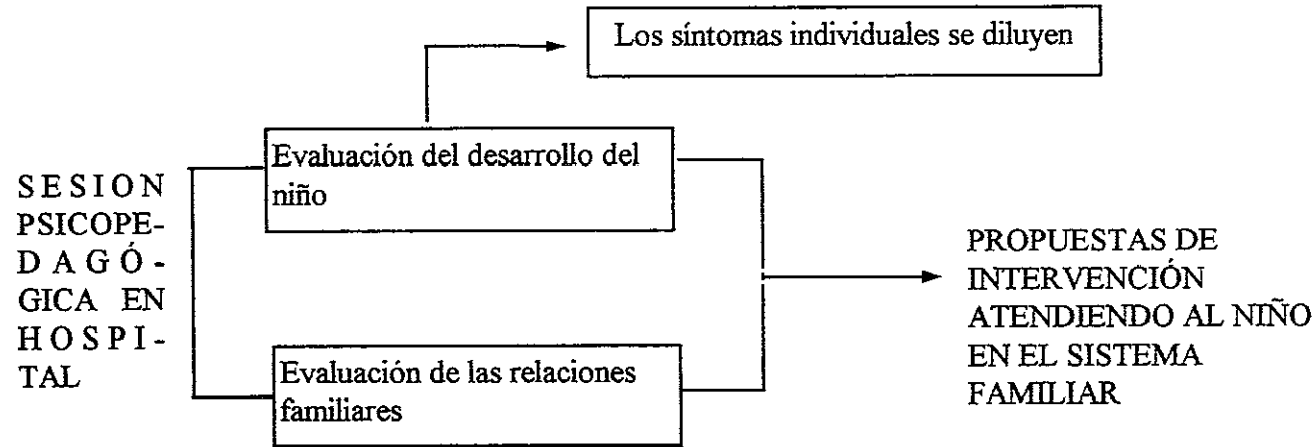 Los síntomas individuales se diluyen
Evaluación del desarrollo del
niño
SESION
PSICOPE-
DAGÓ-
GICA EN
HOSPI-
TAL
Evaluación de las relaciones
familiares
PROPUESTAS DE
INTERVENCIÓN
ATENDIENDO AL NIÑO
EN EL SISTEMA
FAMILIAR